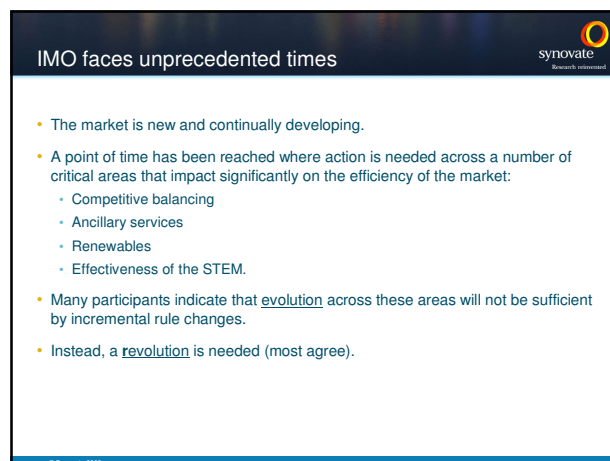 IMO faces unprecedented times
synovate
Research reinvented
• The market is new and continually developing.
• A point of time has been reached where action is needed across a number of
critical areas that impact significantly on the efficiency of the market:
• Competitive balancing
• Ancillary services
• Renewables
• Effectiveness of the STEM.
• Many participants indicate that evolution across these areas will not be sufficient
by incremental rule changes.
• Instead, a revolution is needed (most agree).